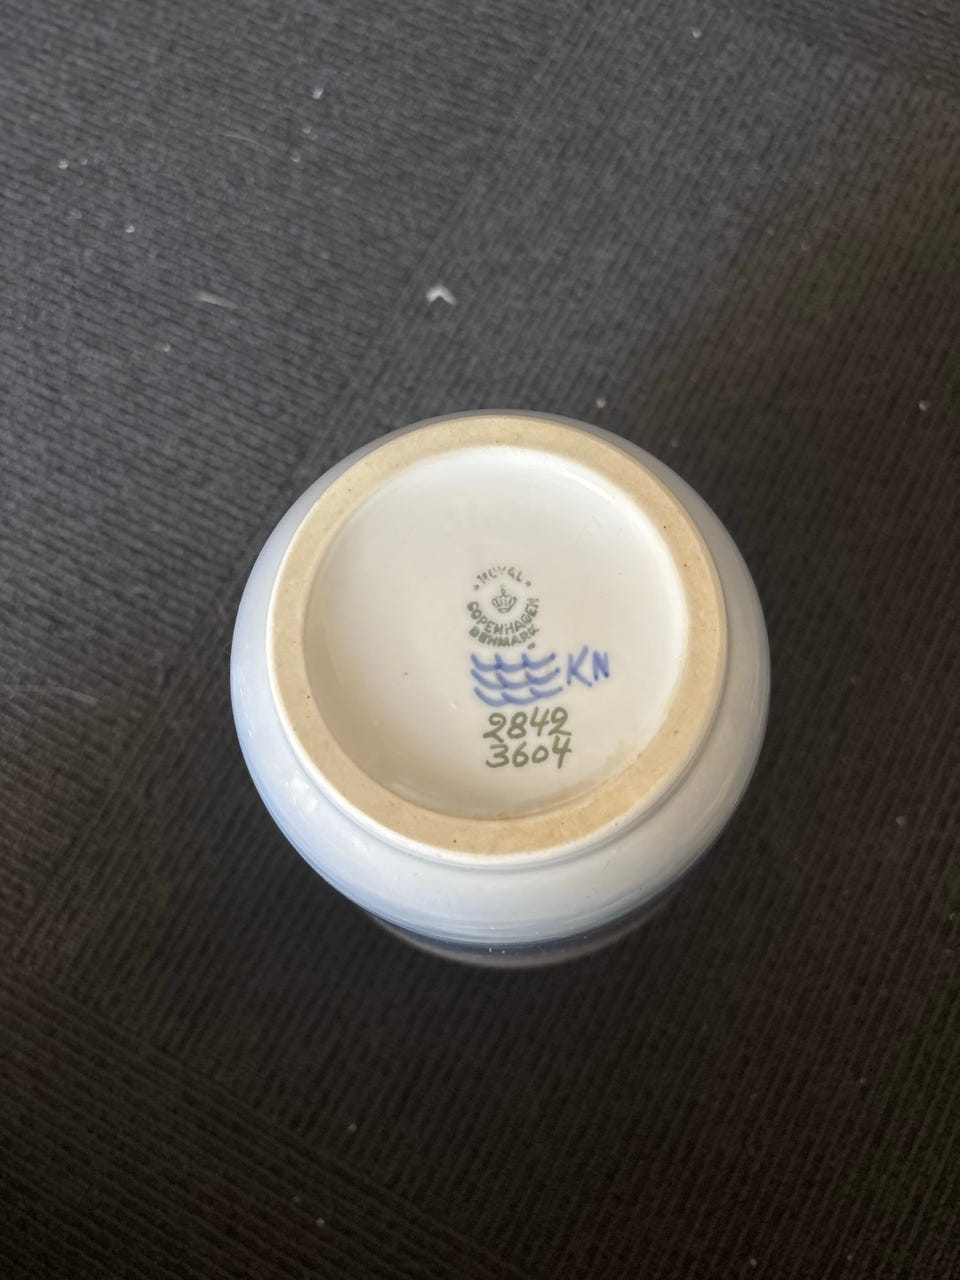 ROYAL
COPENHAGEN
DENMARK
KN
2842
3604